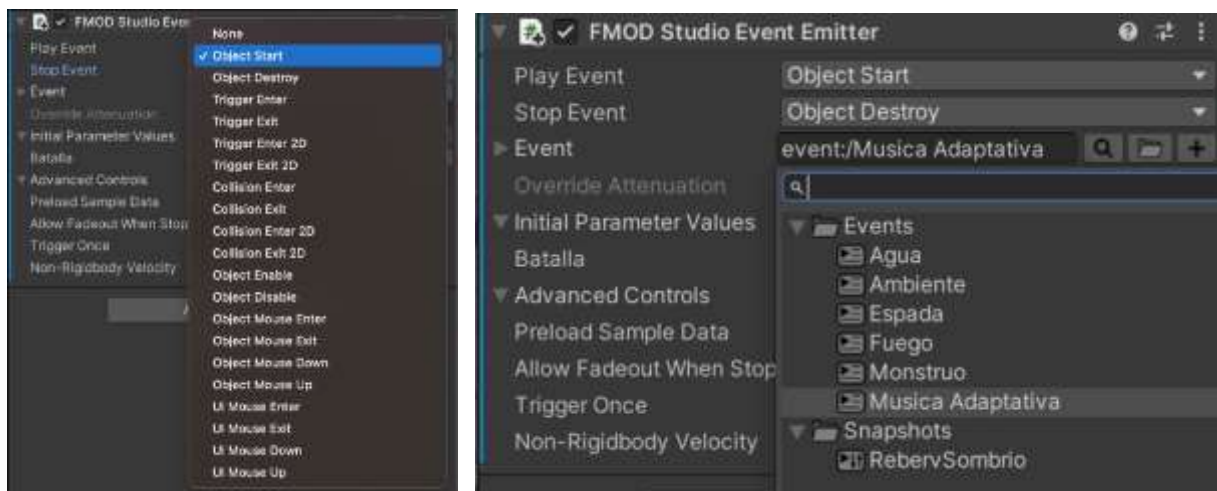 FMOD Studio Even
Play Event
Stop Event
Event
Override Attenuation
Initial Parameter Values
Batalla
Advanced Controls
Preload Sample Data
Allow Fadeout When Stop
Trigger Once
Non-Rigidbody Velocity
None
✓ Object Start
Object Destroy
Trigger Enter
Trigger Exit
Trigger Enter 2D
Trigger Exit 2D
Collision Enter
Collision Exit
Collision Enter 2D
Collision Exit 2D
Object Enable
Object Disable
Object Mouse Enter
Object Mouse Exit
Object Mouse Down
Object Mouse Up
UI Mouse Enter
UI Mouse Exit
UI Mouse Down
UI Mouse Up
FMOD Studio Event Emitter
Play Event Object Start
Stop Event Object Destroy
Event event:/Musica Adaptativa
Override Attenuation
Initial Parameter Values
Batalla
Advanced Controls
Preload Sample Data
Allow Fadeout When Stop
Trigger Once
Non-Rigidbody Velocity
Events
Agua
Ambiente
Espada
Fuego
Monstruo
Musica Adaptativa
Snapshots
RebervSombrio